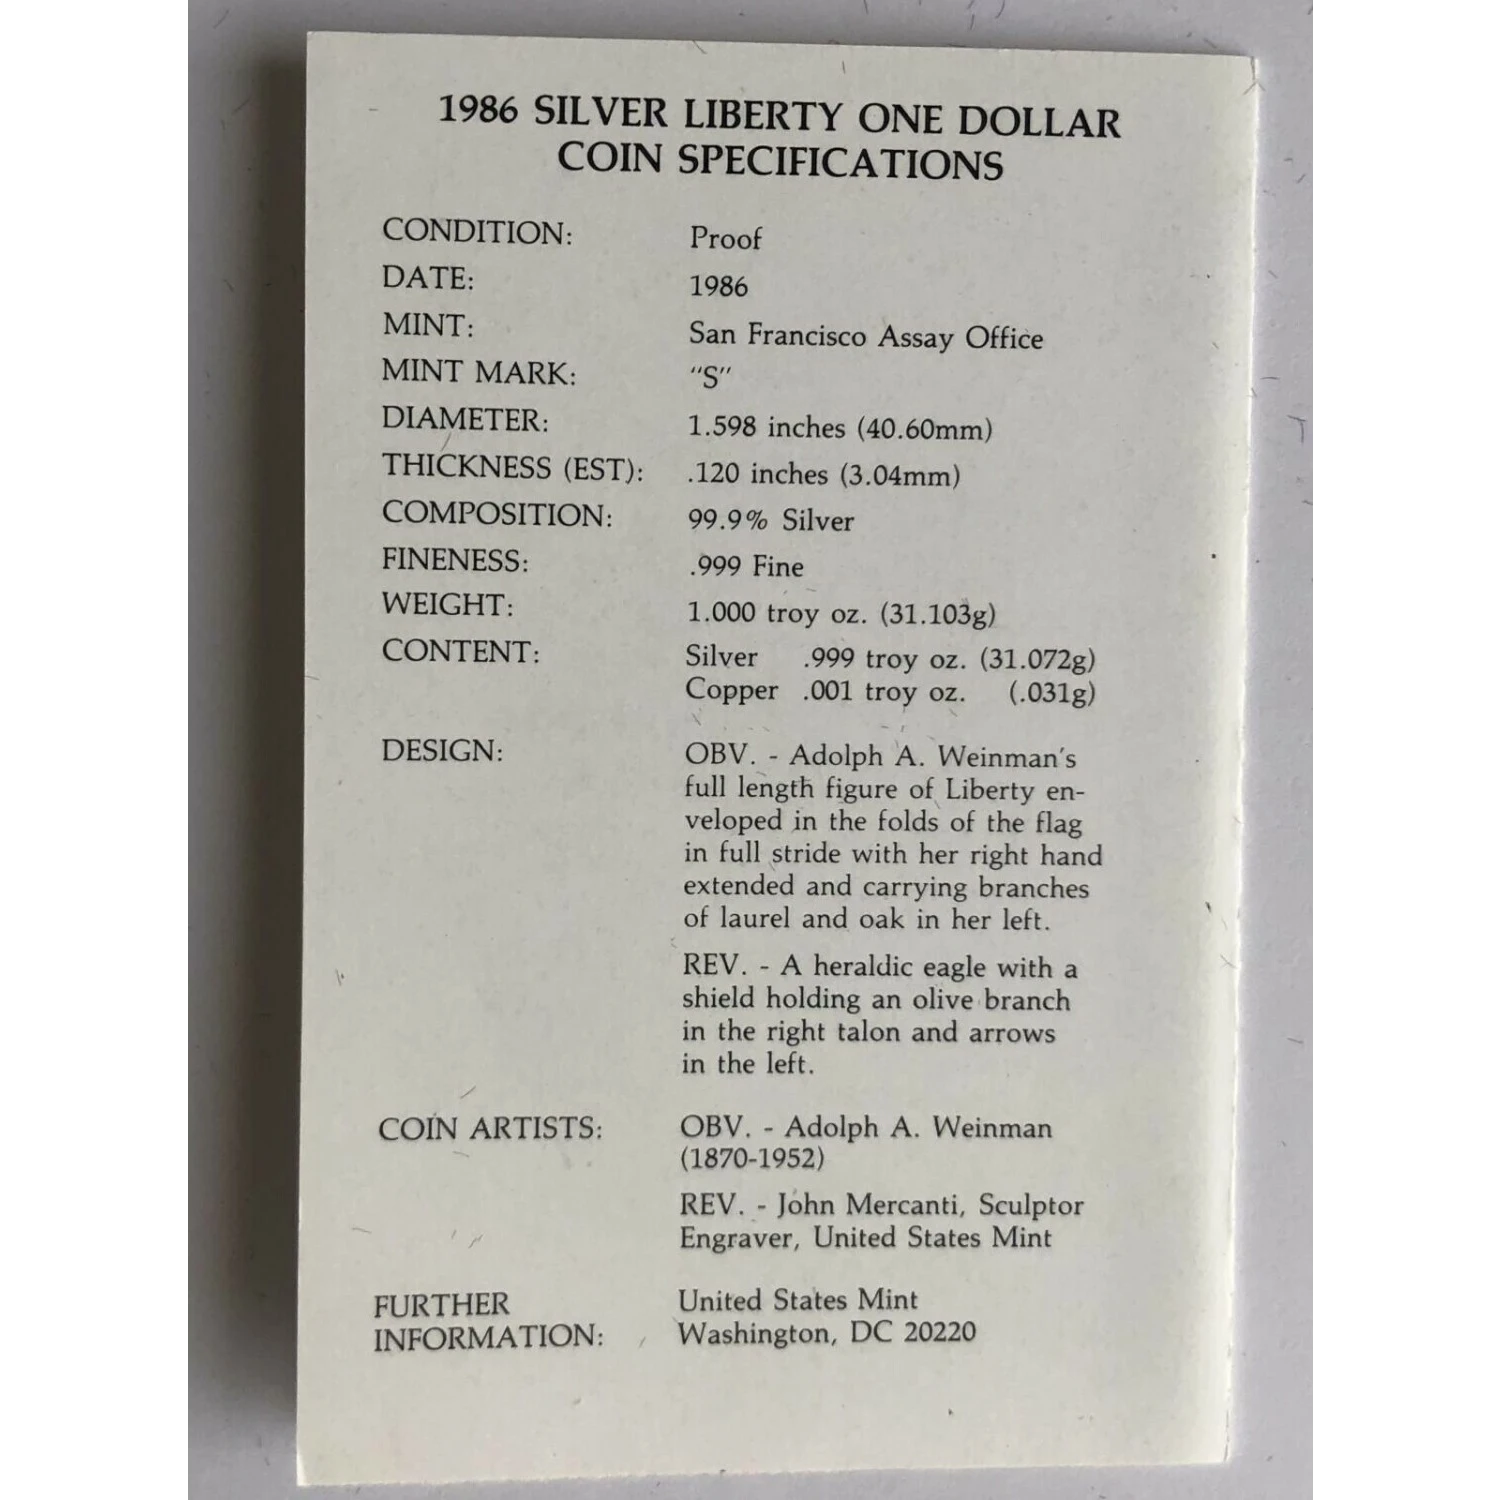 1986 SILVER LIBERTY ONE DOLLAR
COIN SPECIFICATIONS
CONDITION: Proof
DATE: 1986
MINT: San Francisco Assay Office
MINT MARK: "S"
DIAMETER: 1.598 inches (40.60mm)
THICKNESS (EST): .120 inches (3.04mm)
COMPOSITION: 99.9% Silver
FINENESS: .999 Fine
WEIGHT: 1.000 troy oz. (31.103g)
CONTENT: Silver .999 troy oz. (31.072g)
Copper .001 troy oz. (.031g)
DESIGN: OBV. - Adolph A. Weinman's
full length figure of Liberty en-
veloped in the folds of the flag
in full stride with her right hand
extended and carrying branches
of laurel and oak in her left.
REV. - A heraldic eagle with a
shield holding an olive branch
in the right talon and arrows
in the left.
COIN ARTISTS: OBV. - Adolph A. Weinman
(1870-1952)
REV. - John Mercanti, Sculptor
Engraver, United States Mint
FURTHER United States Mint
INFORMATION: Washington, DC 20220